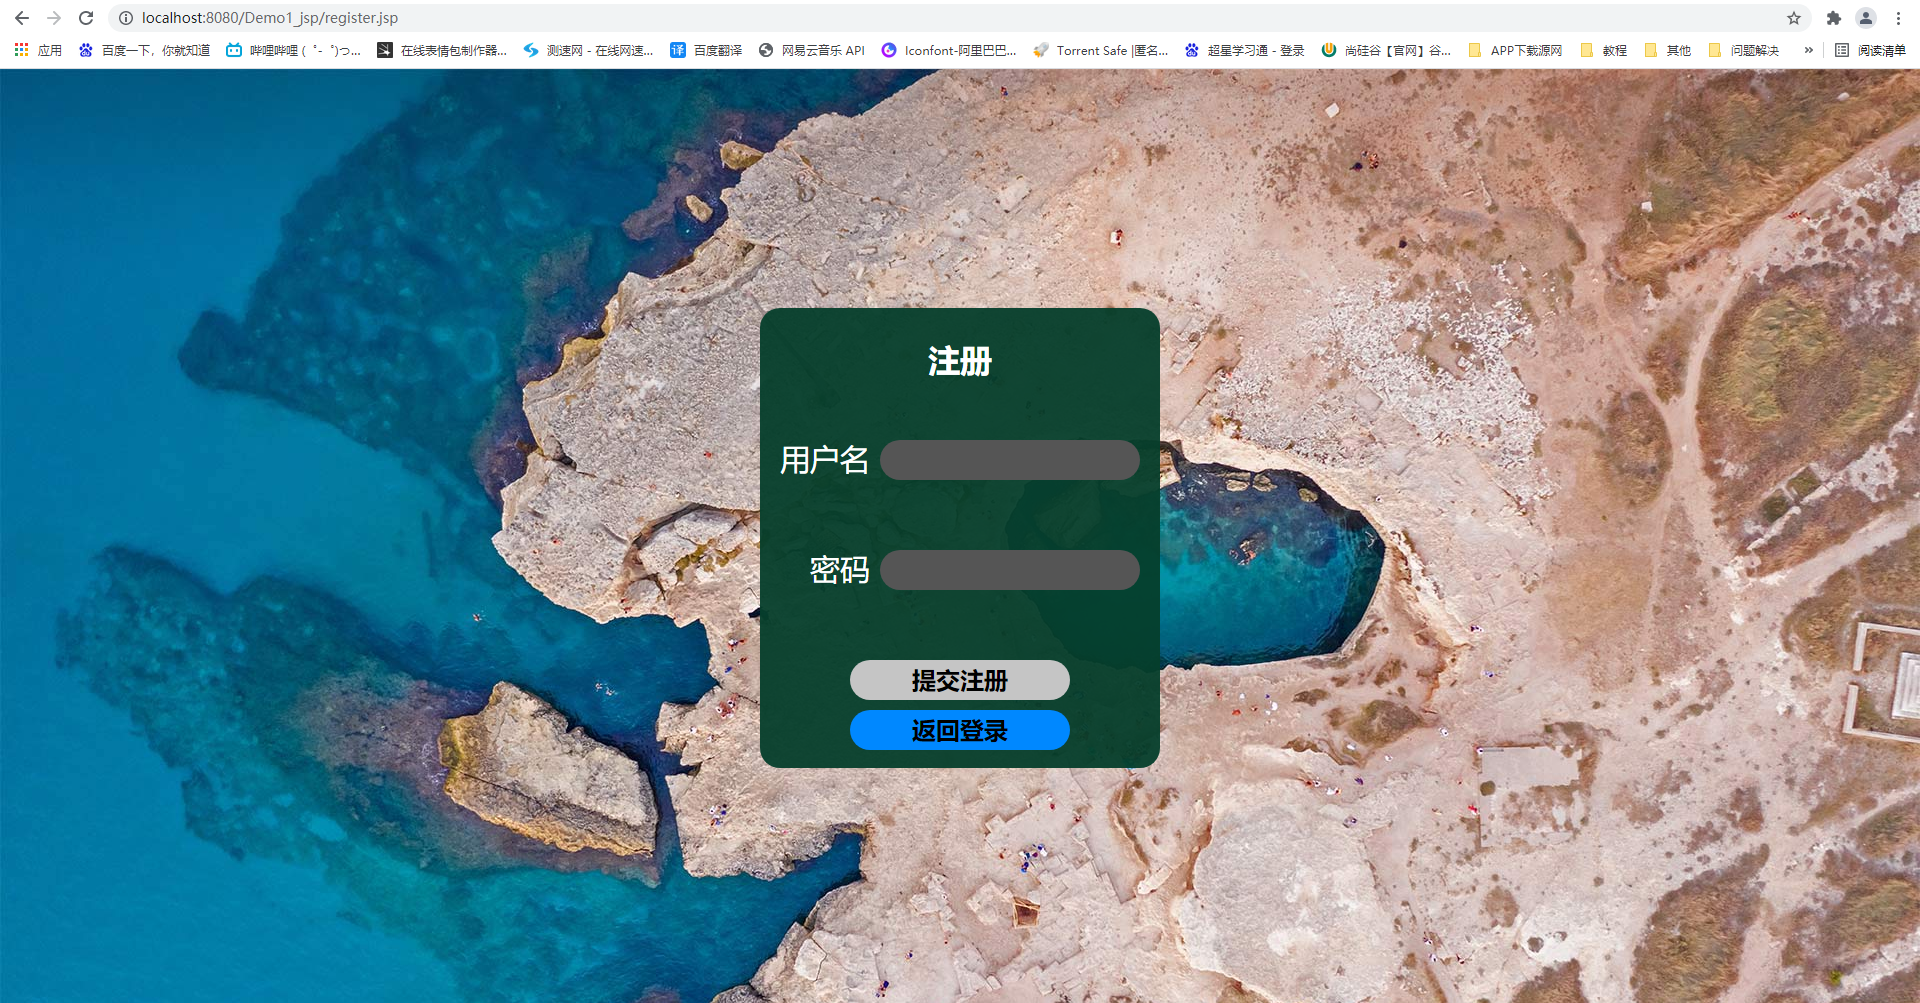 localhost:8080/Demo1_jsp/register.jsp
应用 百度一下，你就知道 哔哩哔哩 ( ゜- ゜)つ... 在线表情包制作器... 测速网 - 在线网速... 译 百度翻译 网易云音乐 API Iconfont-阿里巴巴... Torrent Safe |匿名... 超星学习通 - 登录 尚硅谷【官网】谷... APP下载源网 教程 其他 问题解决 » 阅读清单
注册
用户名
密码
提交注册
返回登录